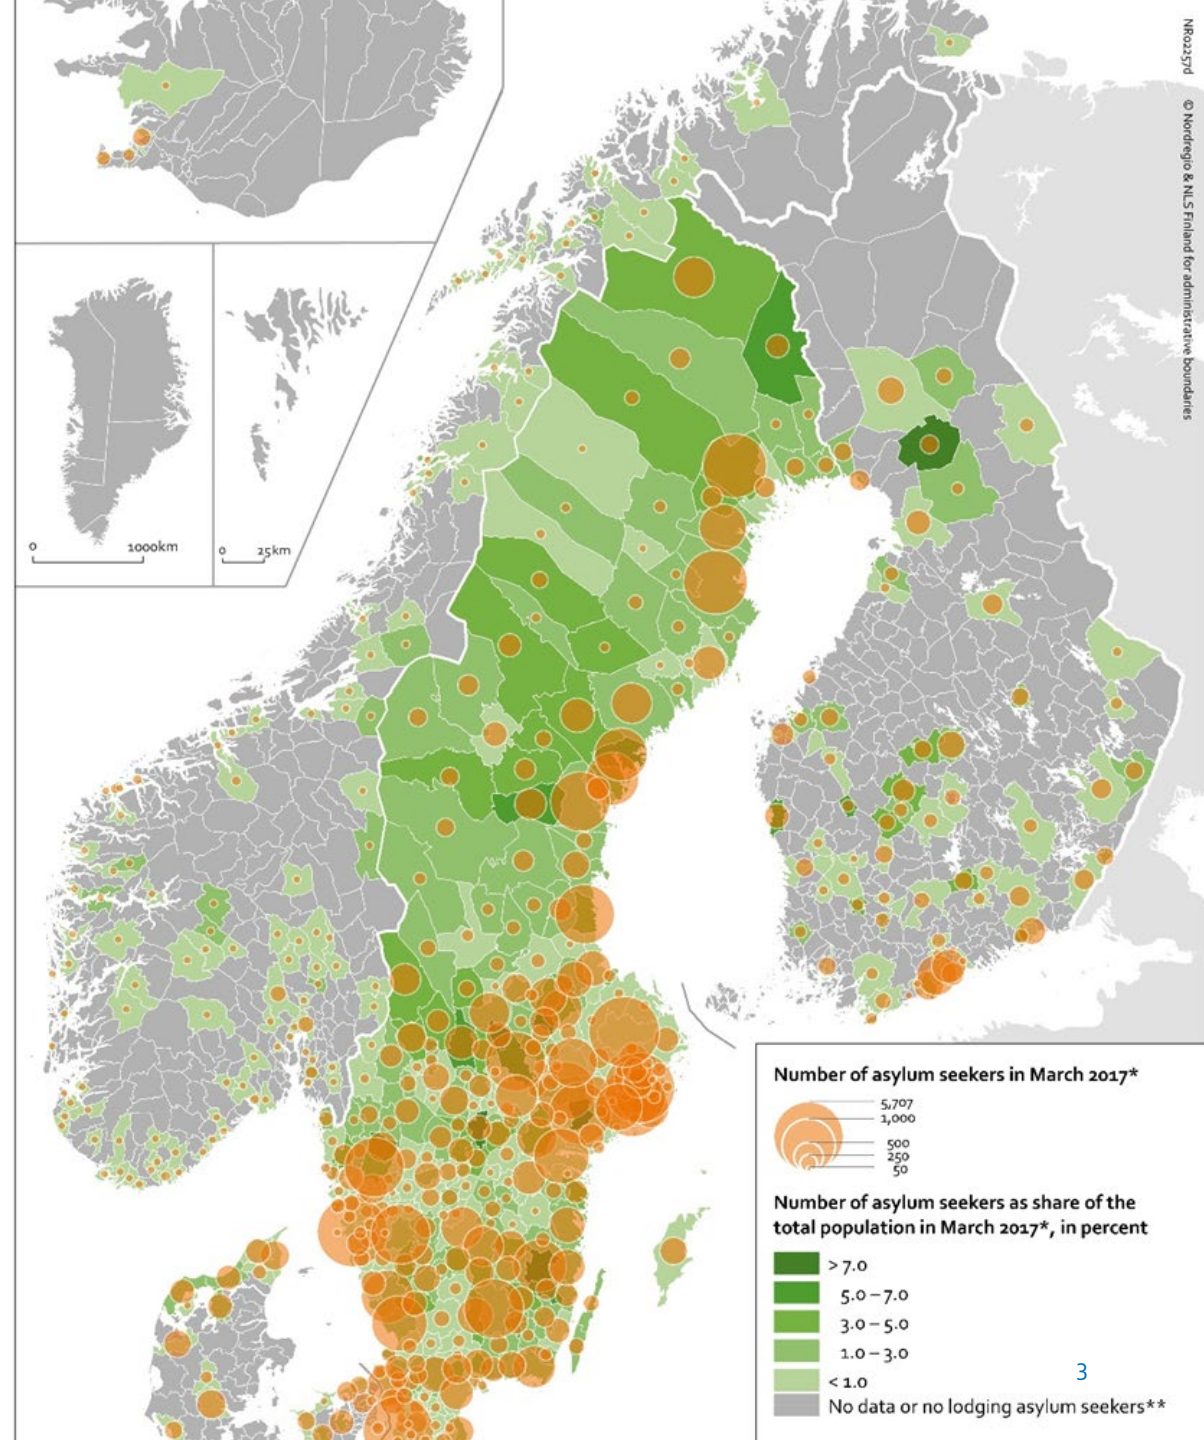 NR02257d
© Nordregio & NLS Finland for administrative boundaries
0
1000km
0
25km
Number of asylum seekers in March 2017*
5,707
1,000
500
250
50
Number of asylum seekers as share of the
total population in March 2017*, in percent
> 7.0
5.0 – 7.0
3.0 – 5.0
1.0 – 3.0
< 1.0
3
No data or no lodging asylum seekers**